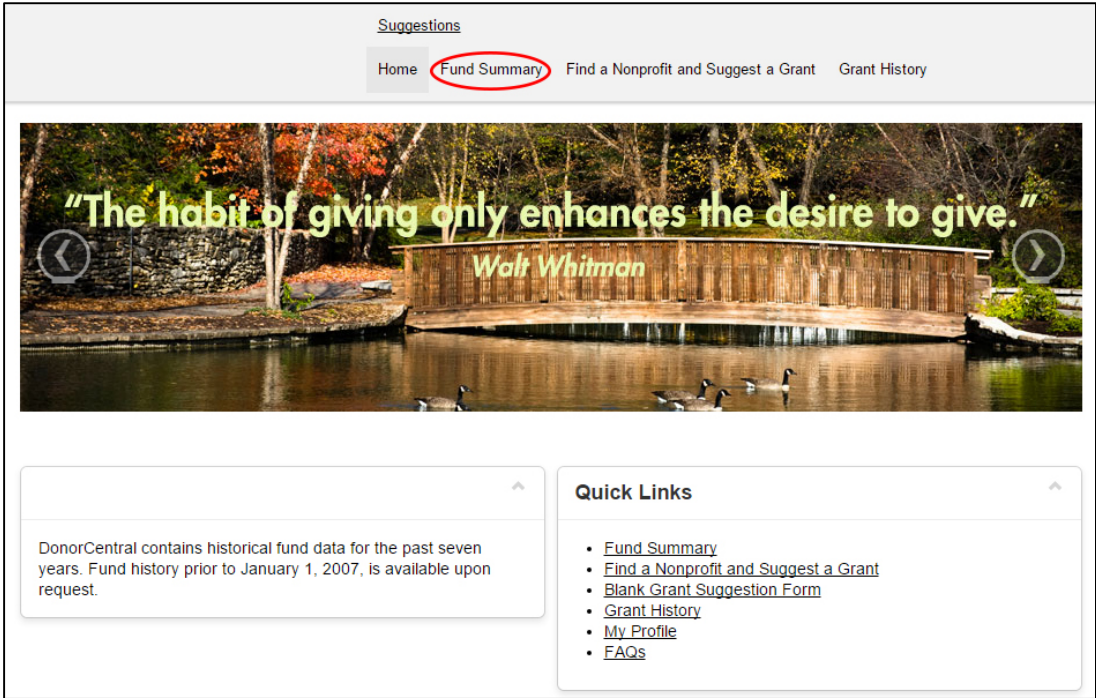 Suggestions
Home Fund Summary Find a Nonprofit and Suggest a Grant Grant History
“The habit of giving only enhances the desire to give.”
Walt Whitman
DonorCentral contains historical fund data for the past seven
years. Fund history prior to January 1, 2007, is available upon
request.
Quick Links
• Fund Summary
• Find a Nonprofit and Suggest a Grant
• Blank Grant Suggestion Form
• Grant History
• My Profile
• FAQs